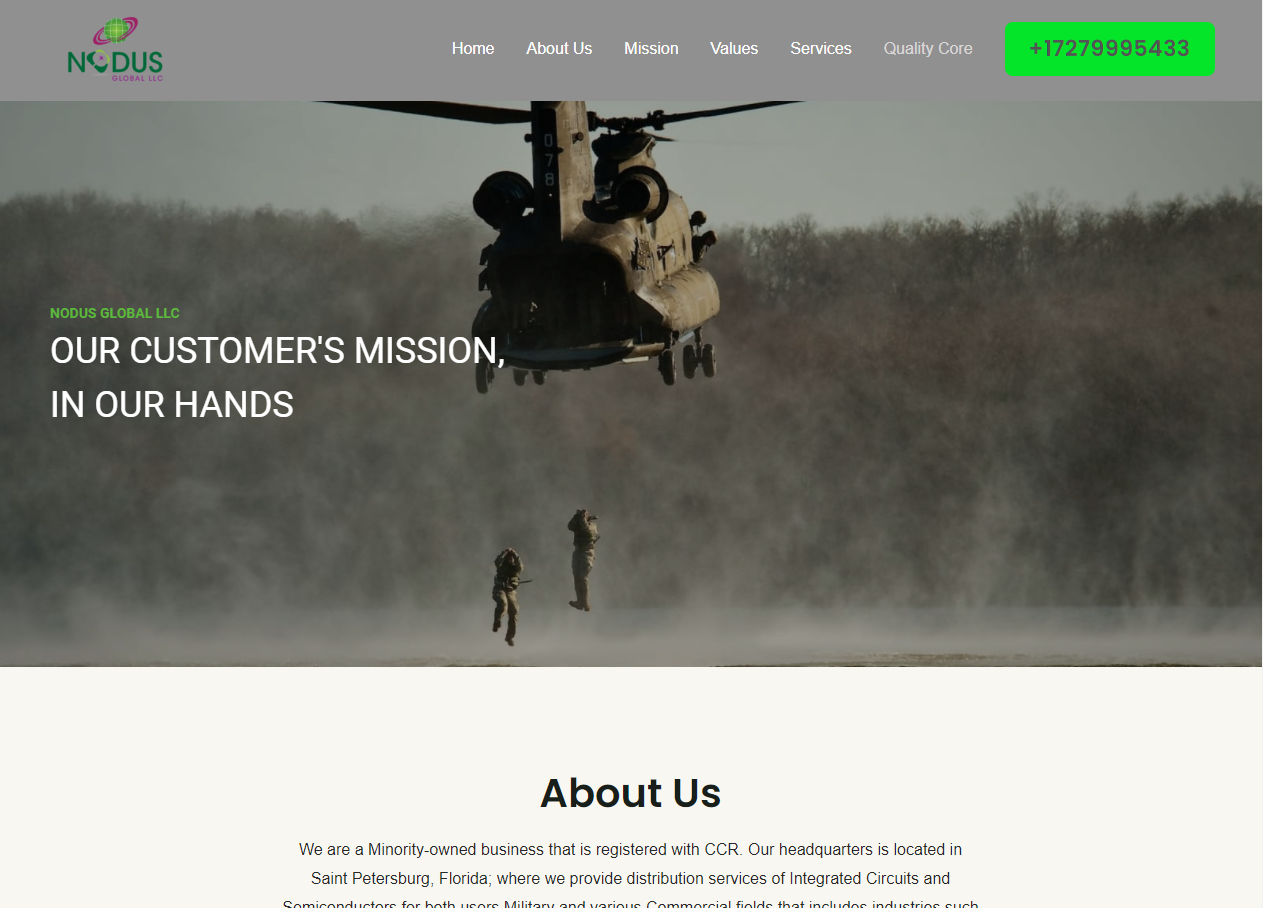 NODUS
GLOBAL LLC
Home About Us Mission Values Services Quality Core
+17279995433
078
NODUS GLOBAL LLC
OUR CUSTOMER'S MISSION,
IN OUR HANDS
About Us
We are a Minority-owned business that is registered with CCR. Our headquarters is located in
Saint Petersburg, Florida; where we provide distribution services of Integrated Circuits and
Semiconductors for both users Military and various Commercial fields that includes industries such